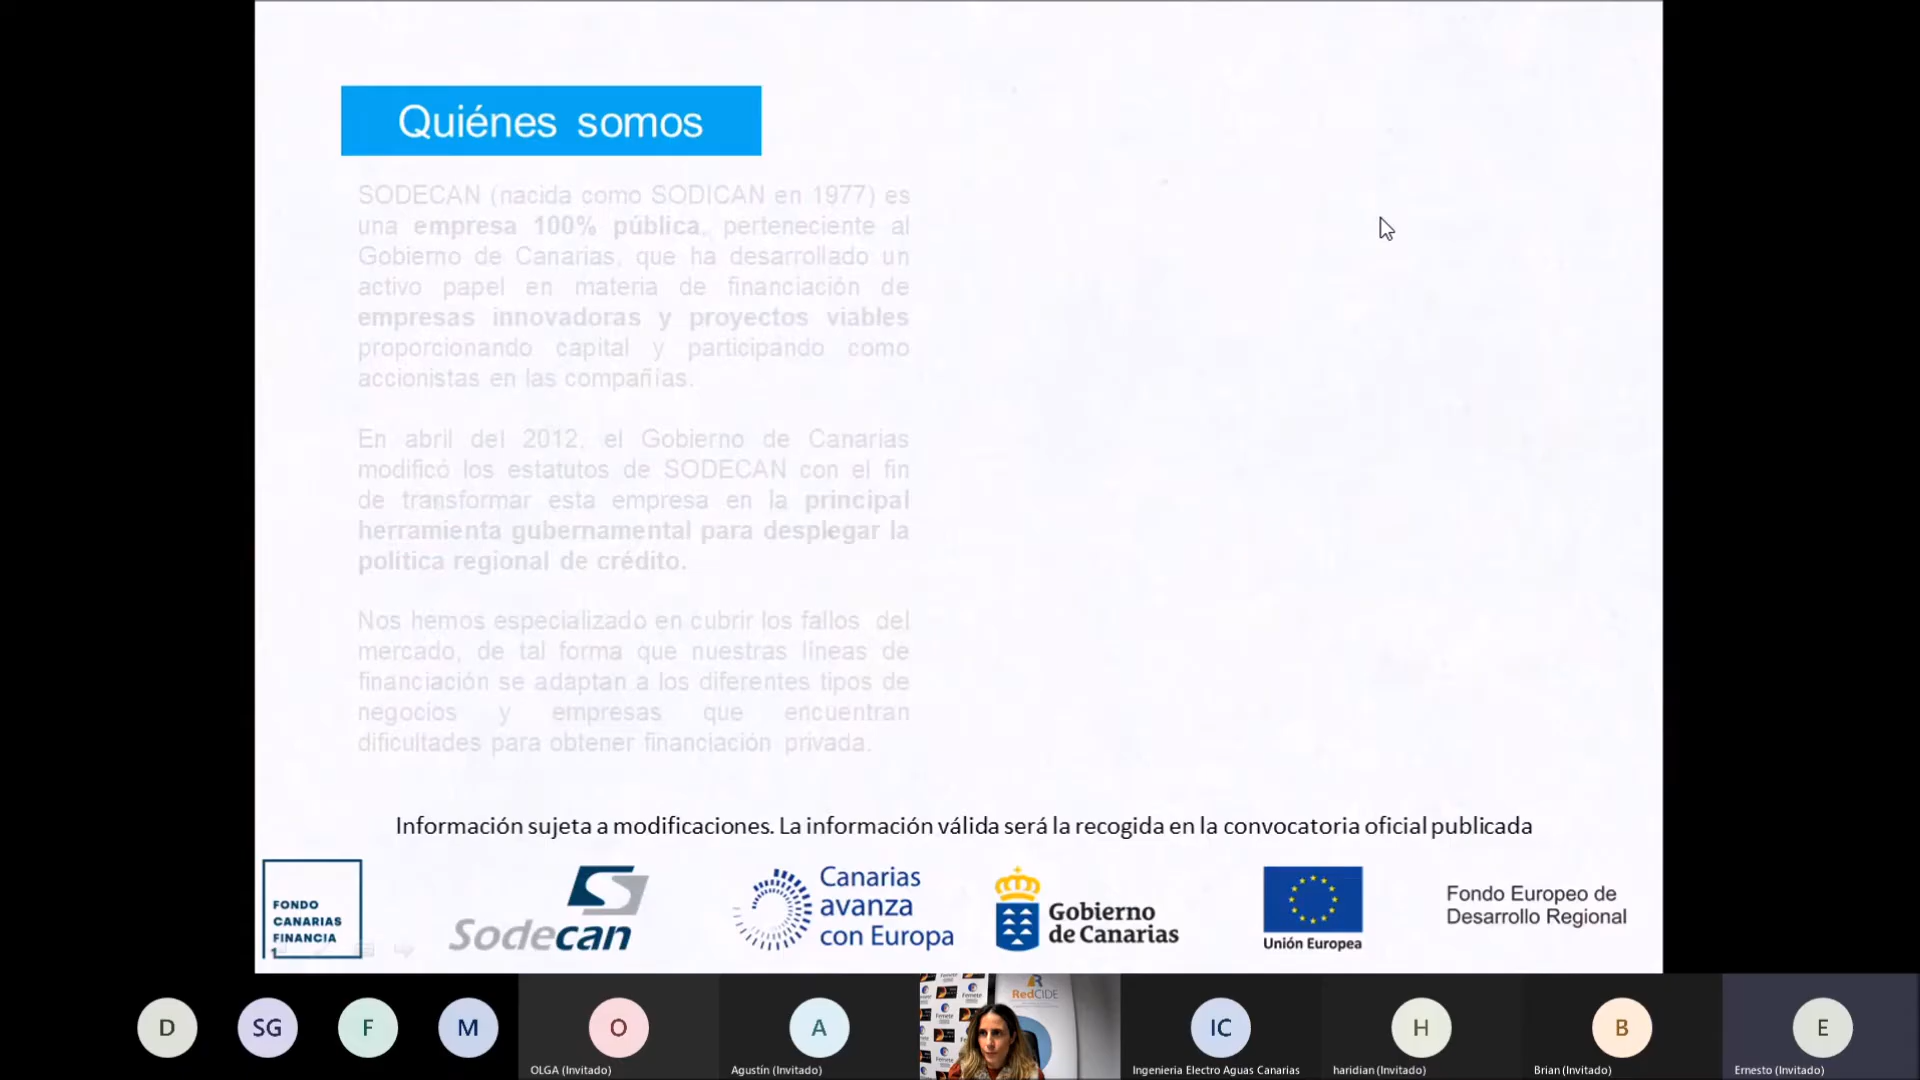 Quiénes somos
SODECAN (nacida como SODICAN en 1977) es
una empresa 100% pública, perteneciente al
Gobierno de Canarias, que ha desarrollado un
activo papel en materia de financiación de
empresas innovadoras y proyectos viables
proporcionando capital y participando como
accionistas en las compañías.
En abril del 2012, el Gobierno de Canarias
modificó los estatutos de SODECAN con el fin
de transformar esta empresa en la principal
herramienta gubernamental para desplegar la
política regional de crédito.
Nos hemos especializado en cubrir los fallos del
mercado, de tal forma que nuestras líneas de
financiación se adaptan a los diferentes tipos de
negocios y empresas que encuentran
dificultades para obtener financiación privada.
Información sujeta a modificaciones. La información válida será la recogida en la convocatoria oficial publicada
FONDO
CANARIAS
FINANCIA
1
Sodecan
Canarias
avanza
con Europa
Gobierno
de Canarias
Unión Europea
Fondo Europeo de
Desarrollo Regional
D
SG
F
M
O
OLGA (Invitado)
A
Agustín (Invitado)
Femete
RedCIDE
IC
Ingenieria Electro Aguas Canarias
H
haridian (Invitado)
B
Brian (Invitado)
E
Ernesto (Invitado)